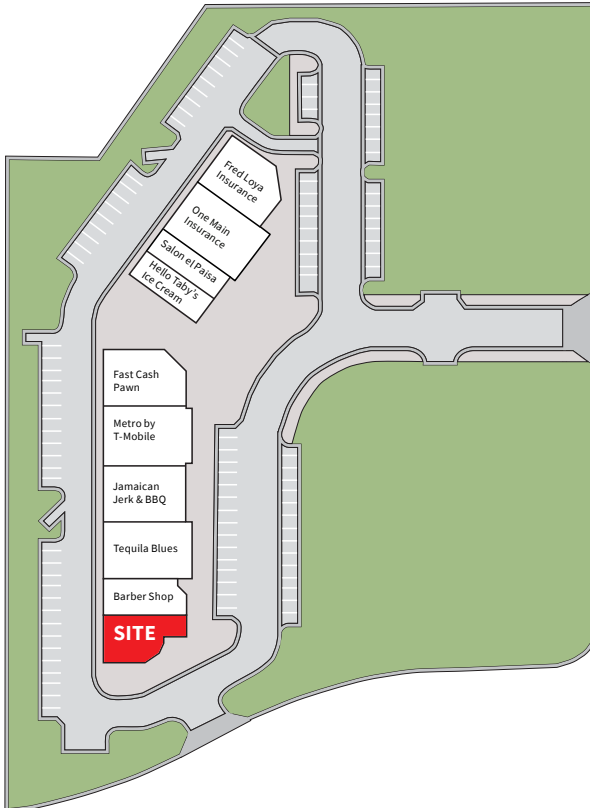 Fred Loya
Insurance
One Main
Insurance
Salon el Paisa
Hello Taby's
Ice Cream
Fast Cash
Pawn
Metro by
T-Mobile
Jamaican
Jerk & BBQ
Tequila Blues
Barber Shop
SITE